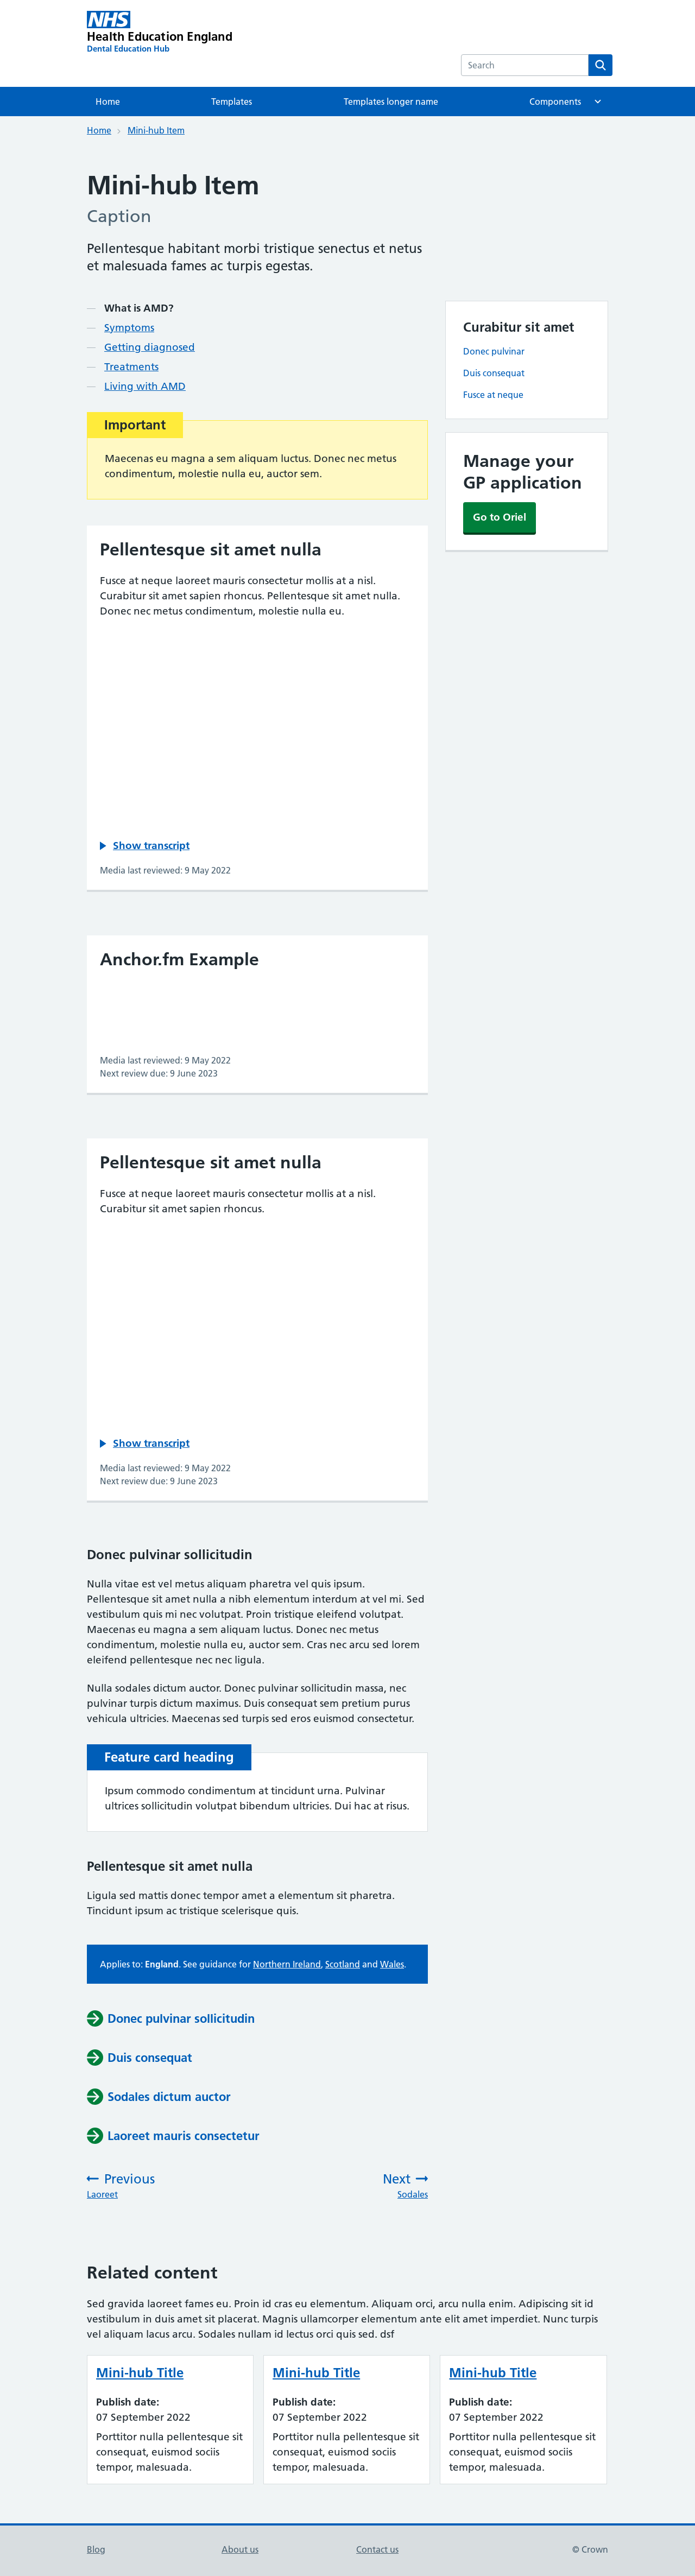 NHS
Health Education England
Dental Education Hub
Search
Home
Templates
Templates longer name
Components
Home
Mini-hub Item
Mini-hub Item
Caption
Pellentesque habitant morbi tristique senectus et netus
et malesuada fames ac turpis egestas.
What is AMD?
Symptoms
Getting diagnosed
Treatments
Living with AMD
Important
Maecenas eu magna a sem aliquam luctus. Donec nec metus
condimentum, molestie nulla eu, auctor sem.
Pellentesque sit amet nulla
Fusce at neque laoreet mauris consectetur mollis at a nisl.
Curabitur sit amet sapien rhoncus. Pellentesque sit amet nulla.
Donec nec metus condimentum, molestie nulla eu.
Show transcript
Media last reviewed: 9 May 2022
Anchor.fm Example
Media last reviewed: 9 May 2022
Next review due: 9 June 2023
Pellentesque sit amet nulla
Fusce at neque laoreet mauris consectetur mollis at a nisl.
Curabitur sit amet sapien rhoncus.
Show transcript
Media last reviewed: 9 May 2022
Next review due: 9 June 2023
Donec pulvinar sollicitudin
Nulla vitae est vel metus aliquam pharetra vel quis ipsum.
Pellentesque sit amet nulla a nibh elementum interdum at vel mi. Sed
vestibulum quis mi nec volutpat. Proin tristique eleifend volutpat.
Maecenas eu magna a sem aliquam luctus. Donec nec metus
condimentum, molestie nulla eu, auctor sem. Cras nec arcu sed lorem
eleifend pellentesque nec nec ligula.
Nulla sodales dictum auctor. Donec pulvinar sollicitudin massa, nec
pulvinar turpis dictum maximus. Duis consequat sem pretium purus
vehicula ultricies. Maecenas sed turpis sed eros euismod consectetur.
Feature card heading
Ipsum commodo condimentum at tincidunt urna. Pulvinar
ultrices sollicitudin volutpat bibendum ultricies. Dui hac at risus.
Pellentesque sit amet nulla
Ligula sed mattis donec tempor amet a elementum sit pharetra.
Tincidunt ipsum ac tristique scelerisque quis.
Applies to: England. See guidance for Northern Ireland, Scotland and Wales.
Donec pulvinar sollicitudin
Duis consequat
Sodales dictum auctor
Laoreet mauris consectetur
Previous
Laoreet
Next
Sodales
Curabitur sit amet
Donec pulvinar
Duis consequat
Fusce at neque
Manage your
GP application
Go to Oriel
Related content
Sed gravida laoreet fames eu. Proin id cras eu elementum. Aliquam orci, arcu nulla enim. Adipiscing sit id
vestibulum in duis amet sit placerat. Magnis ullamcorper elementum ante elit amet imperdiet. Nunc turpis
vel aliquam lacus arcu. Sodales nullam id lectus orci quis sed. dsf
Mini-hub Title
Publish date:
07 September 2022
Porttitor nulla pellentesque sit
consequat, euismod sociis
tempor, malesuada.
Mini-hub Title
Publish date:
07 September 2022
Porttitor nulla pellentesque sit
consequat, euismod sociis
tempor, malesuada.
Mini-hub Title
Publish date:
07 September 2022
Porttitor nulla pellentesque sit
consequat, euismod sociis
tempor, malesuada.
Blog
About us
Contact us
© Crown